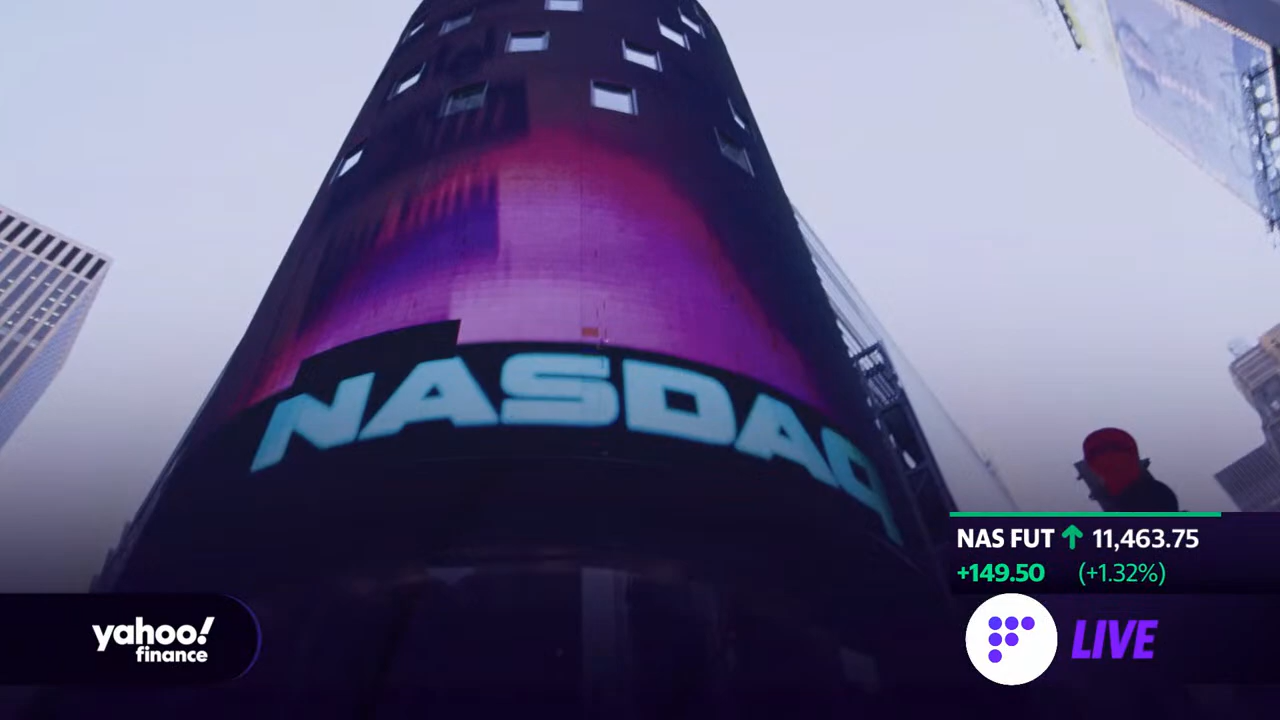 NASDAQ
NAS FUT 11,463.75
+149.50 (+1.32%)
yahoo!
finance
LIVE